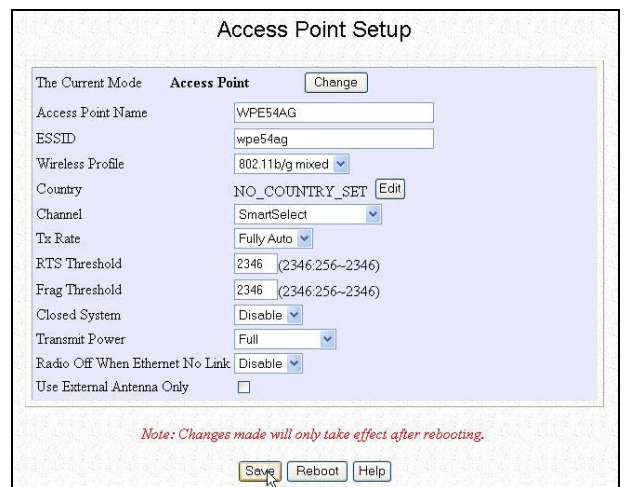 Access Point Setup
The Current Mode Access Point Change
Access Point Name WPE54AG
ESSID wpe54ag
Wireless Profile 802.11b/g mixed
Country NO_COUNTRY_SET Edit
Channel SmartSelect
Tx Rate Fully Auto
RTS Threshold 2346 (2346:256~2346)
Frag Threshold 2346 (2346:256~2346)
Closed System Disable
Transmit Power Full
Radio Off When Ethernet No Link Disable
Use External Antenna Only
Note: Changes made will only take effect after rebooting.
Save Reboot Help